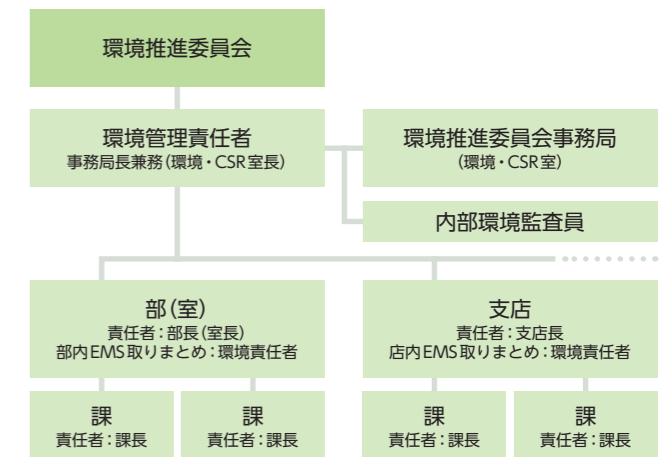 環境推進委員会
環境管理責任者
事務局長兼務(環境・CSR室長)
環境推進委員会事務局
(環境・CSR室)
内部環境監査員
部(室)
責任者:部長(室長)
部内EMS取りまとめ:環境責任者
支店
責任者:支店長
店内EMS取りまとめ:環境責任者
課
責任者:課長
課
責任者:課長
課
責任者:課長
課
責任者:課長